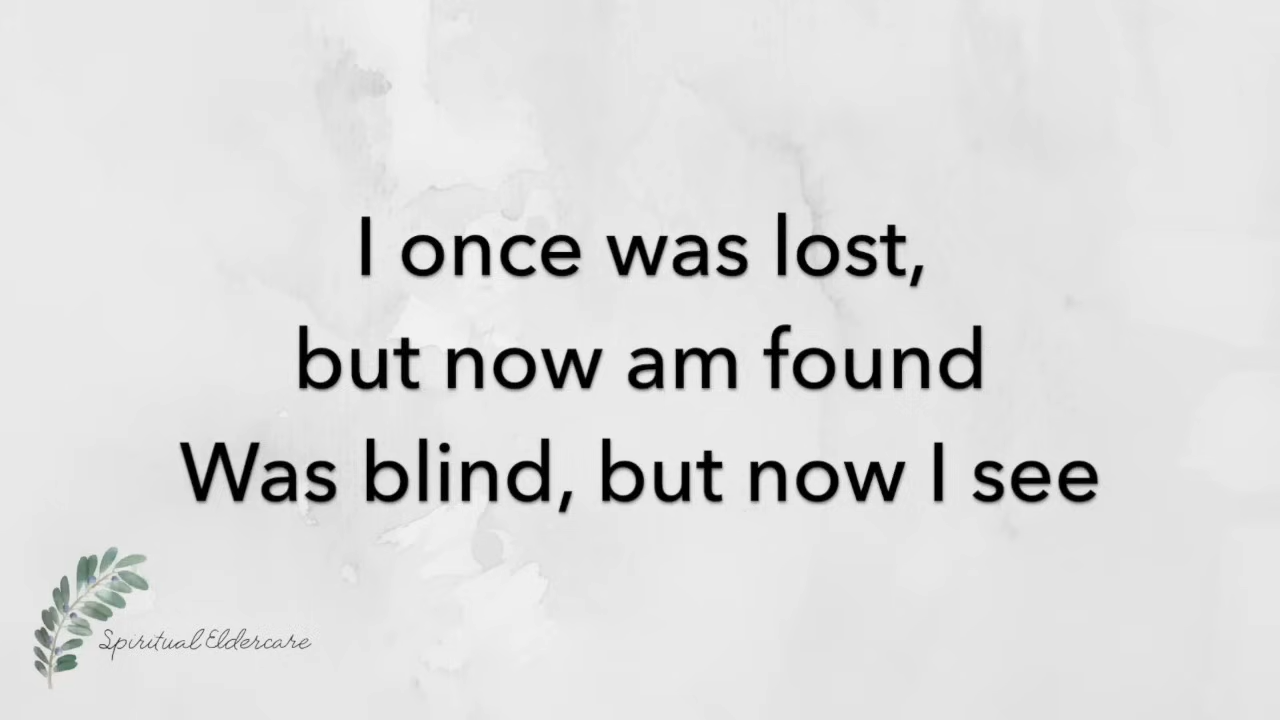 I once was lost,
but now am found
Was blind, but now I see
Spiritual Eldercare